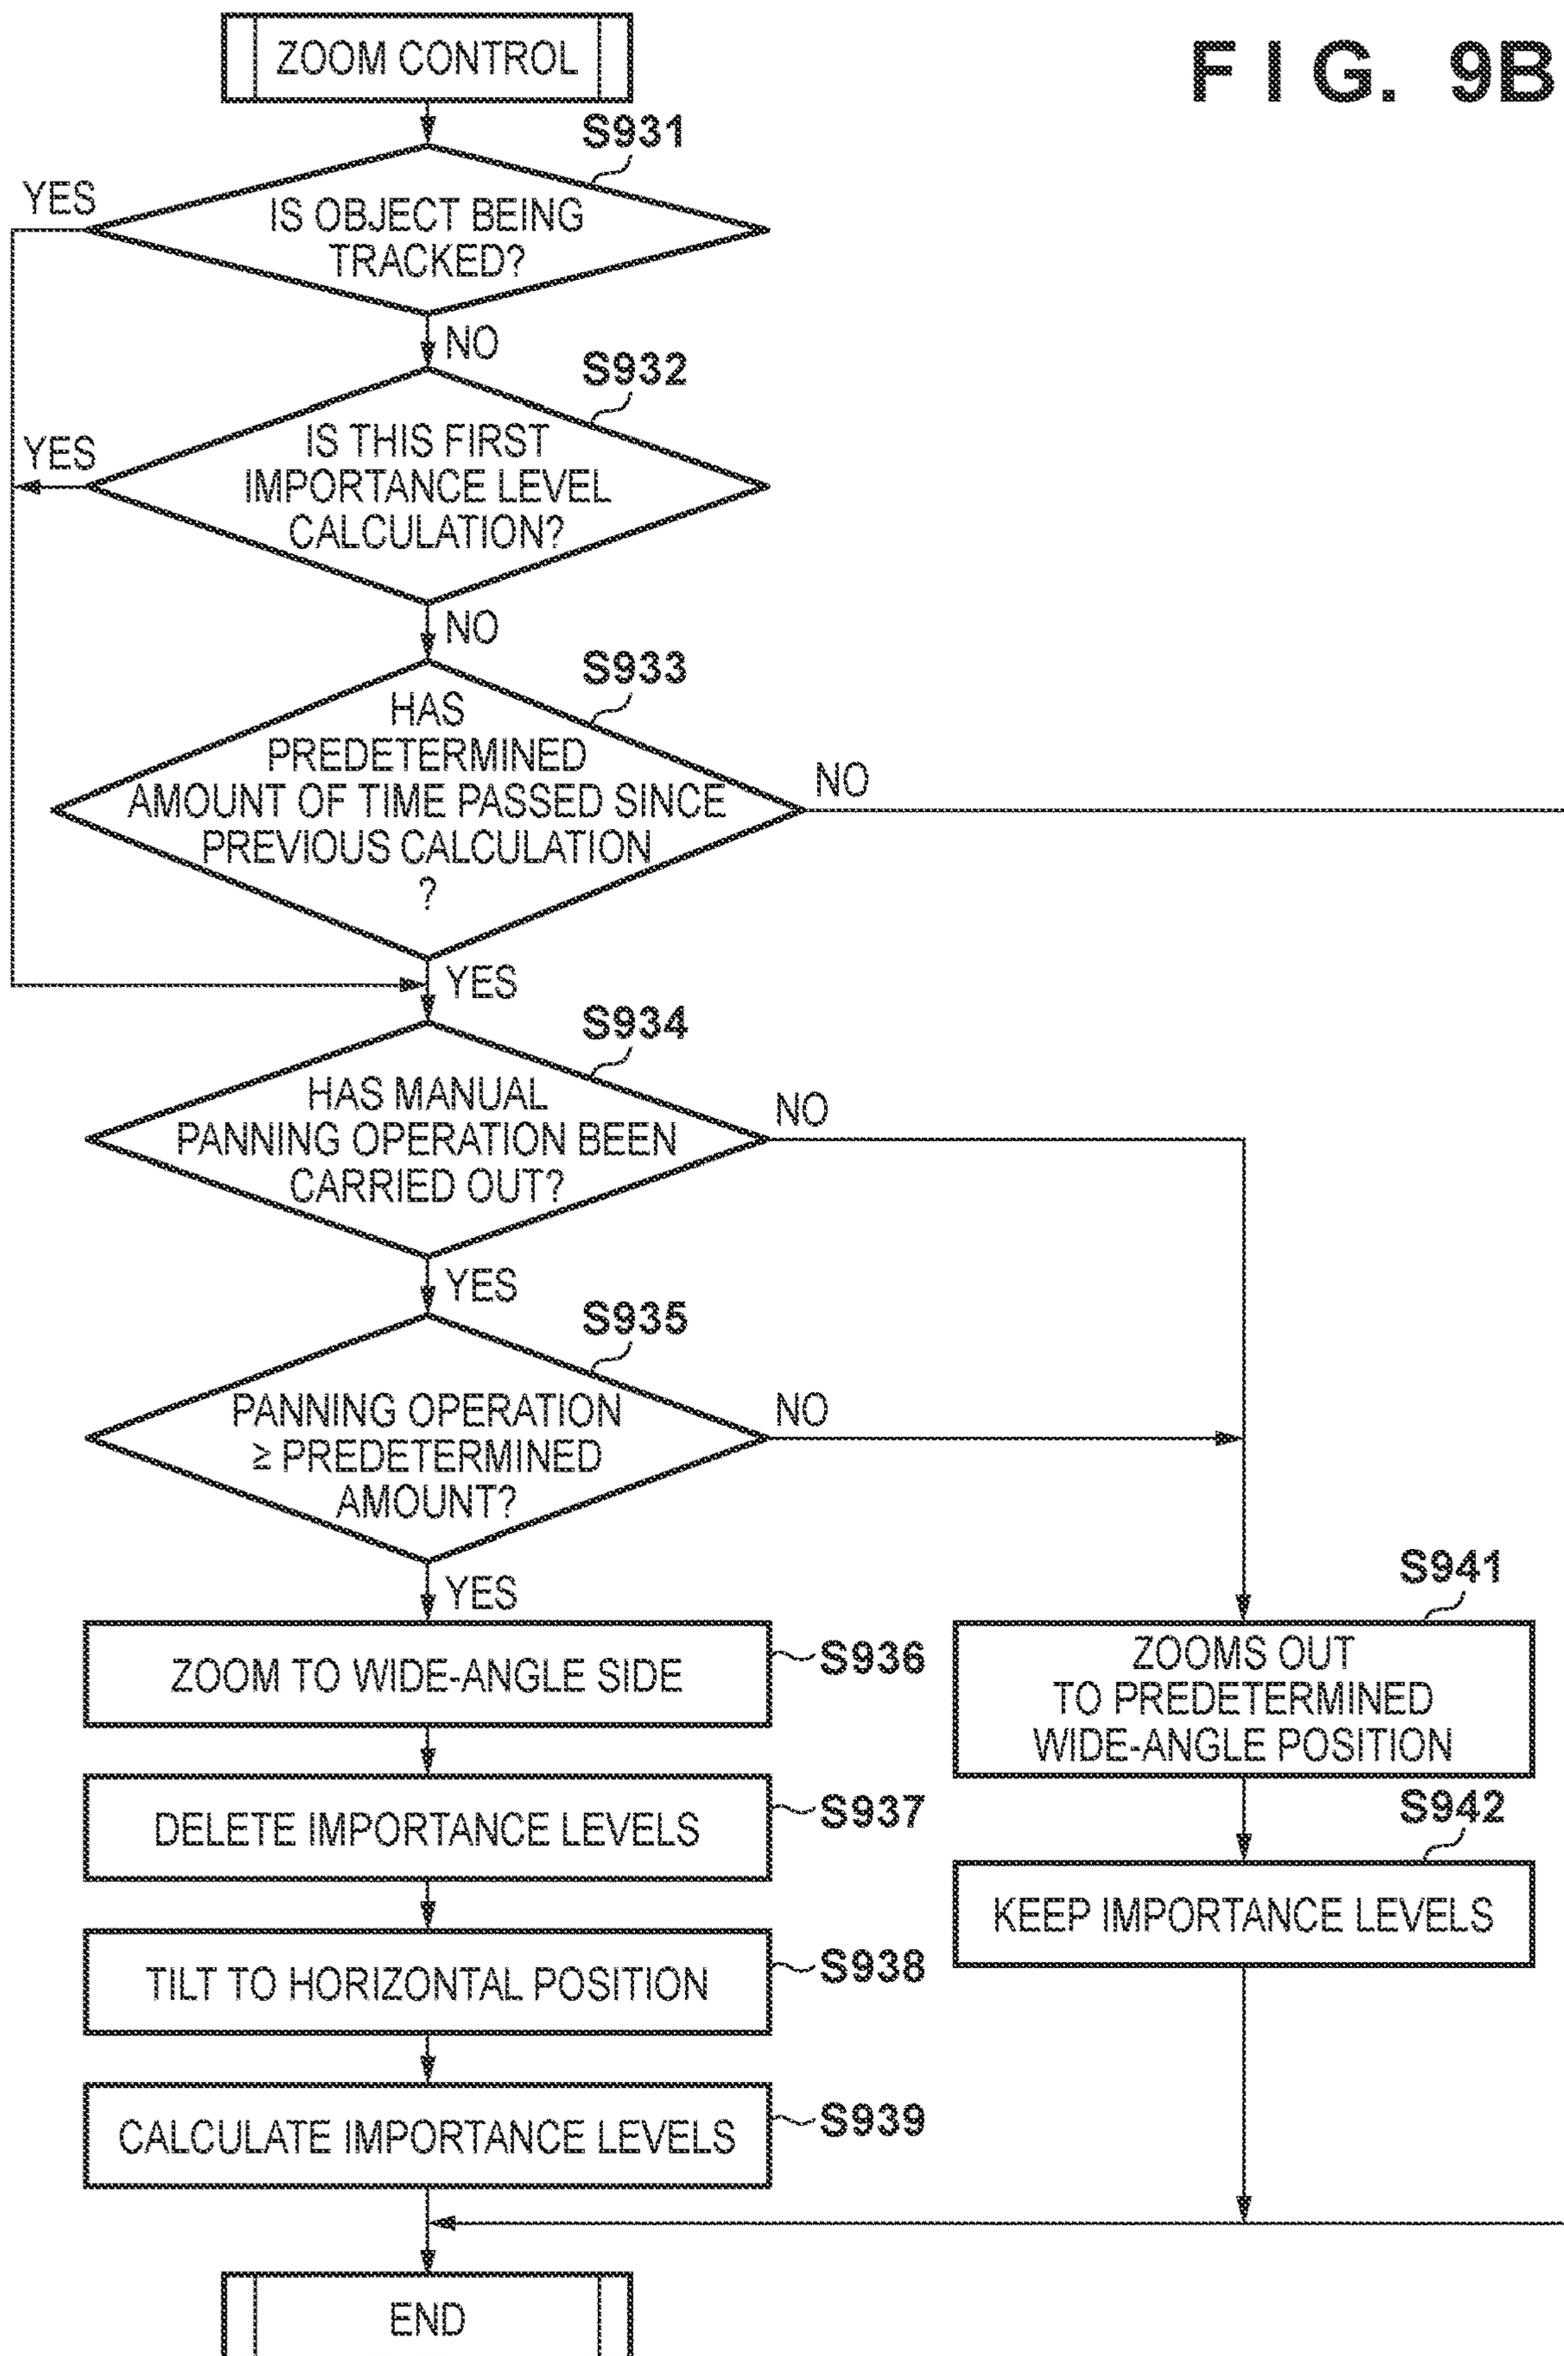 FIG. 9B
ZOOM CONTROL
S931
YES
IS OBJECT BEING
TRACKED?
NO
S932
YES
IS THIS FIRST
IMPORTANCE LEVEL
CALCULATION?
NO
S933
HAS
PREDETERMINED
AMOUNT OF TIME PASSED SINCE
PREVIOUS CALCULATION
?
NO
YES
S934
HAS MANUAL
PANNING OPERATION BEEN
CARRIED OUT?
NO
YES
S935
PANNING OPERATION
≥ PREDETERMINED
AMOUNT?
NO
YES
ZOOM TO WIDE-ANGLE SIDE
S936
DELETE IMPORTANCE LEVELS
S937
TILT TO HORIZONTAL POSITION
S938
CALCULATE IMPORTANCE LEVELS
S939
S941
ZOOMS OUT
TO PREDETERMINED
WIDE-ANGLE POSITION
S942
KEEP IMPORTANCE LEVELS
END